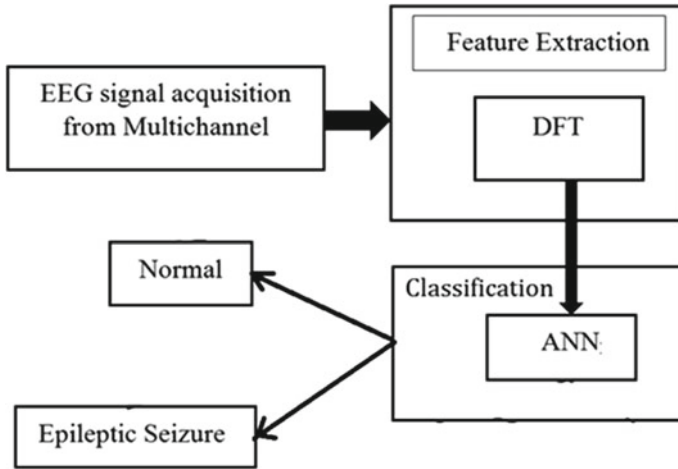 EEG signal acquisition
from Multichannel
Feature Extraction
DFT
Classification
ANN
Normal
Epileptic Seizure